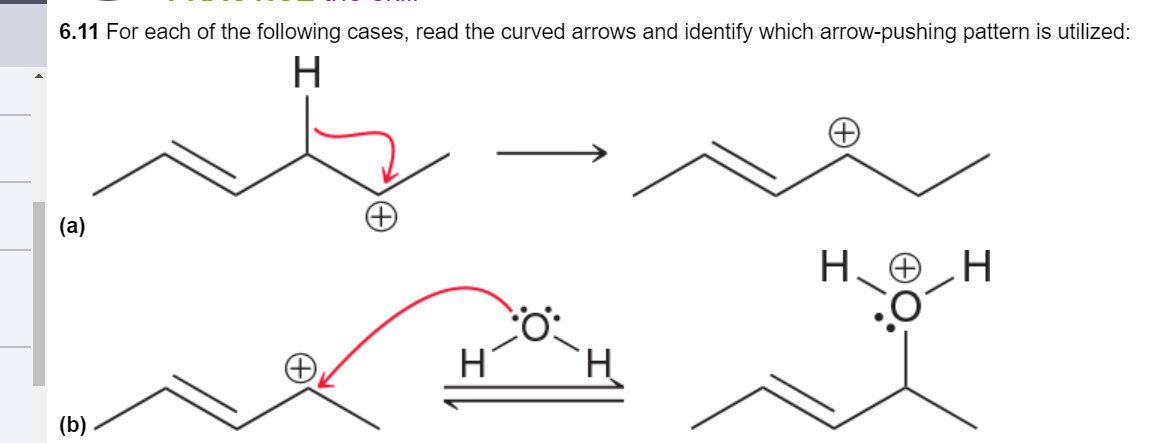 6.11 For each of the following cases, read the curved arrows and identify which arrow-pushing pattern is utilized:
H
⊕
⊕
(a)
H ⊕ H
O
O
H H
⊕
(b)